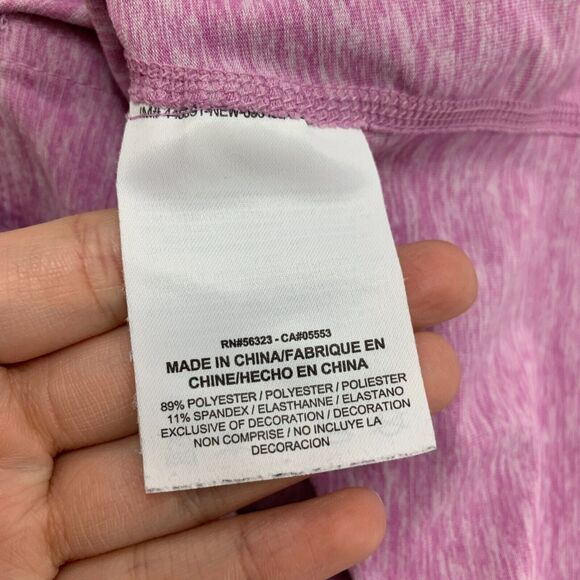 RN#56323 - CA#05553
MADE IN CHINA/FABRIQUE EN
CHINE/HECHO EN CHINA
89% POLYESTER / POLYESTER / POLIESTER
11% SPANDEX / ELASTHANNE / ELASTANO
EXCLUSIVE OF DECORATION / DECORATION
NON COMPRISE / NO INCLUYE LA
DECORACION